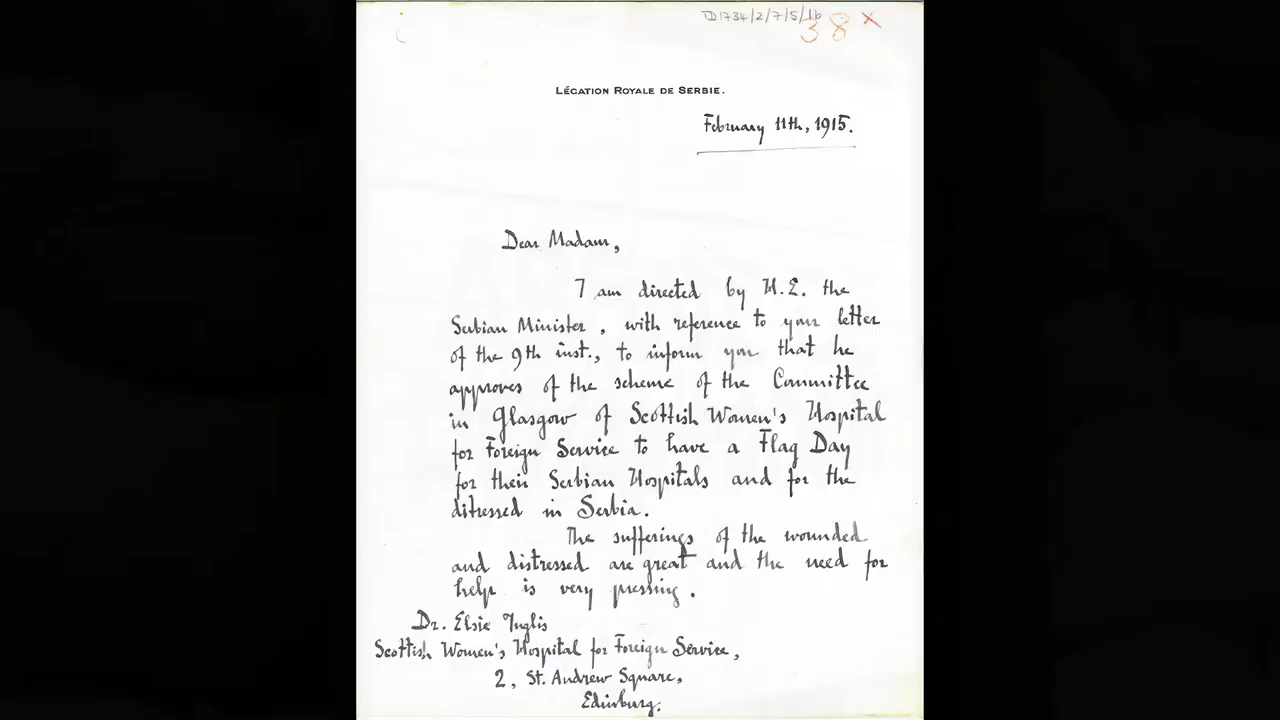 TD1734/2/7/5/1b
38 X
LÉGATION ROYALE DE SERBIE.
February 11th, 1915.
Dear Madam,
I am directed by H.E. the
Serbian Minister, with reference to your letter
of the 9th inst., to inform you that he
approves of the scheme of the Committee
in Glasgow of Scottish Women's Hospital
for Foreign Service to have a Flag Day
for their Serbian Hospitals and for the
ditressed in Serbia.
The sufferings of the wounded
and distressed are great and the need for
help is very pressing.
Dr. Elsie Inglis
Scottish Women's Hospital for Foreign Service,
2, St. Andrew Square,
Edinburg.